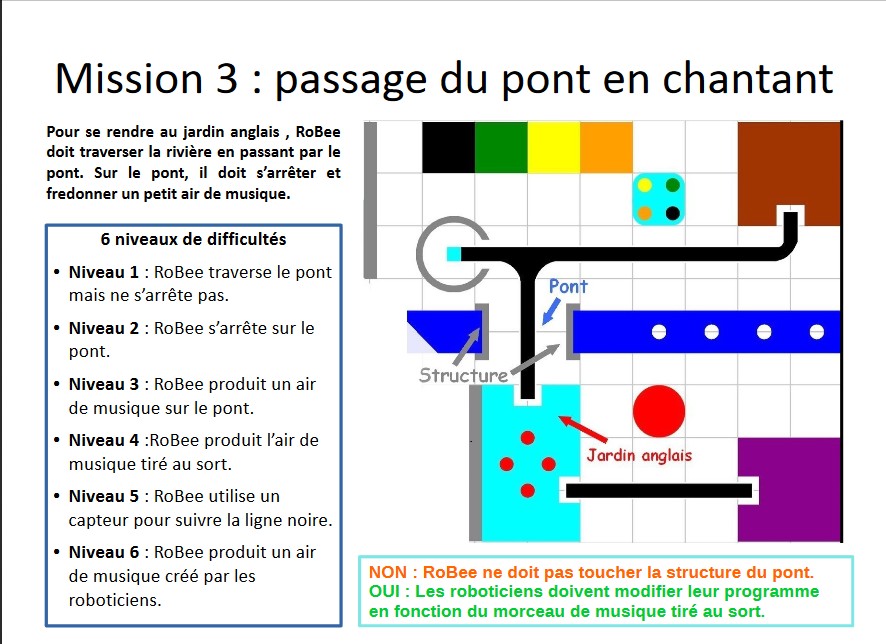 Mission 3 : passage du pont en chantant
Pour se rendre au jardin anglais , RoBee
doit traverser la rivière en passant par le
pont. Sur le pont, il doit s’arrêter et
fredonner un petit air de musique.
6 niveaux de difficultés
• Niveau 1 : RoBee traverse le pont
mais ne s’arrête pas.
• Niveau 2 : RoBee s’arrête sur le
pont.
• Niveau 3 : RoBee produit un air
de musique sur le pont.
• Niveau 4 :RoBee produit l’air de
musique tiré au sort.
• Niveau 5 : RoBee utilise un
capteur pour suivre la ligne noire.
• Niveau 6 : RoBee produit un air
de musique créé par les
roboticiens.
Pont
Structure
Jardin anglais
NON : RoBee ne doit pas toucher la structure du pont.
OUI : Les roboticiens doivent modifier leur programme
en fonction du morceau de musique tiré au sort.